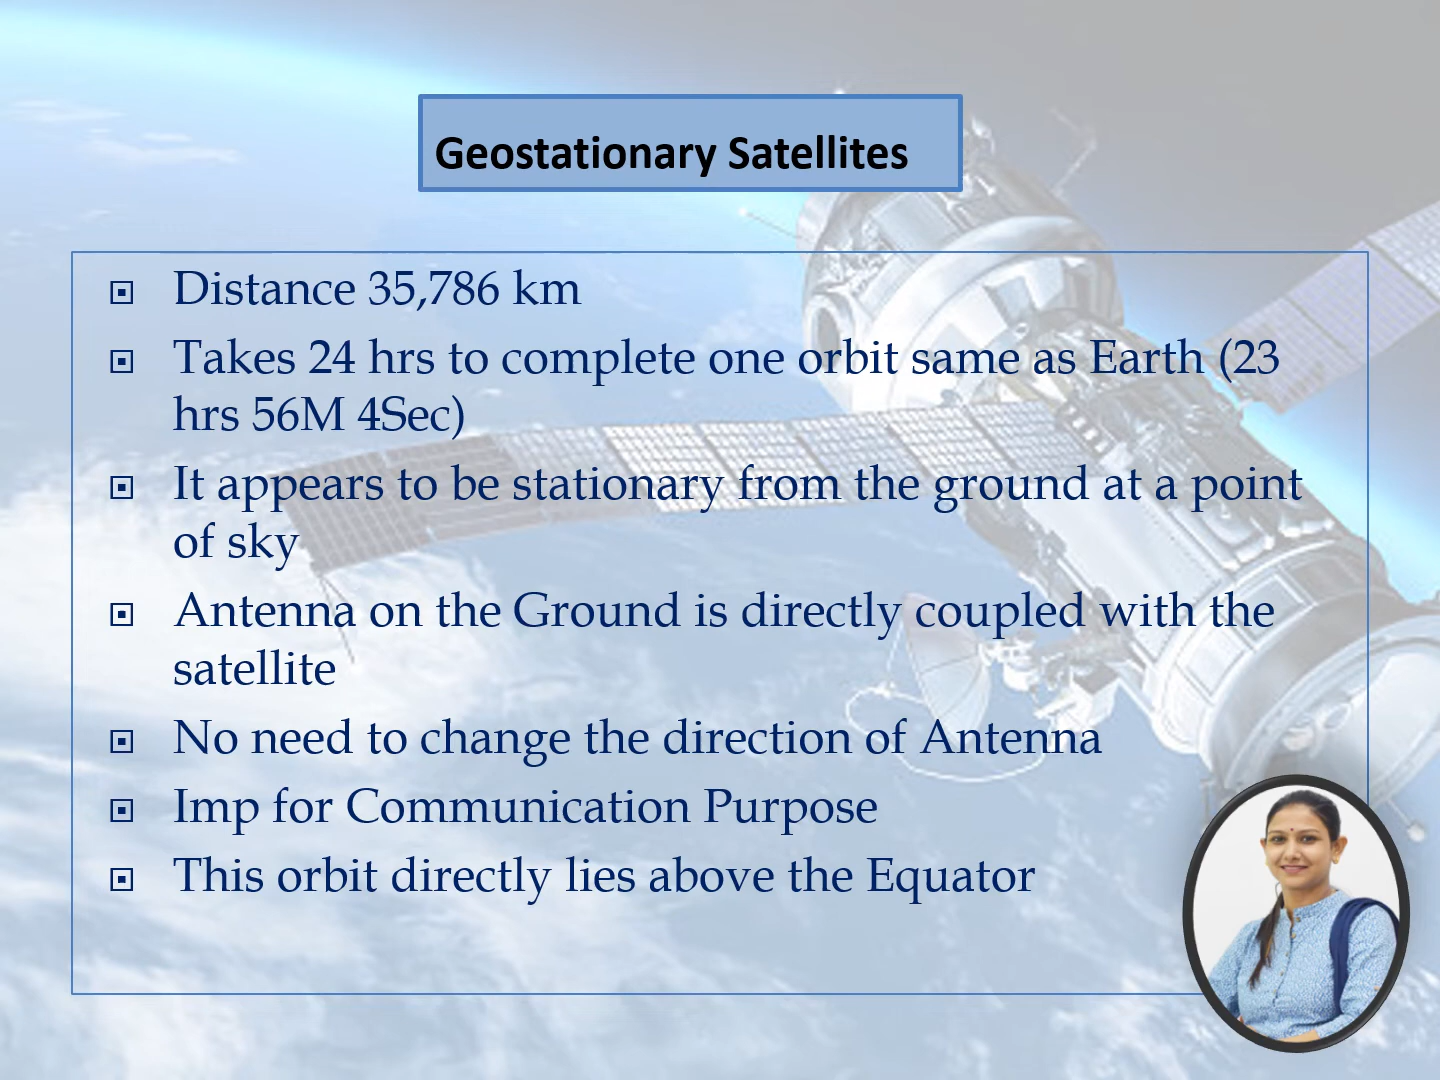 Geostationary Satellites
Distance 35,786 km
Takes 24 hrs to complete one orbit same as Earth (23
hrs 56M 4Sec)
It appears to be stationary from the ground at a point
of sky
Antenna on the Ground is directly coupled with the
satellite
No need to change the direction of Antenna
Imp for Communication Purpose
This orbit directly lies above the Equator